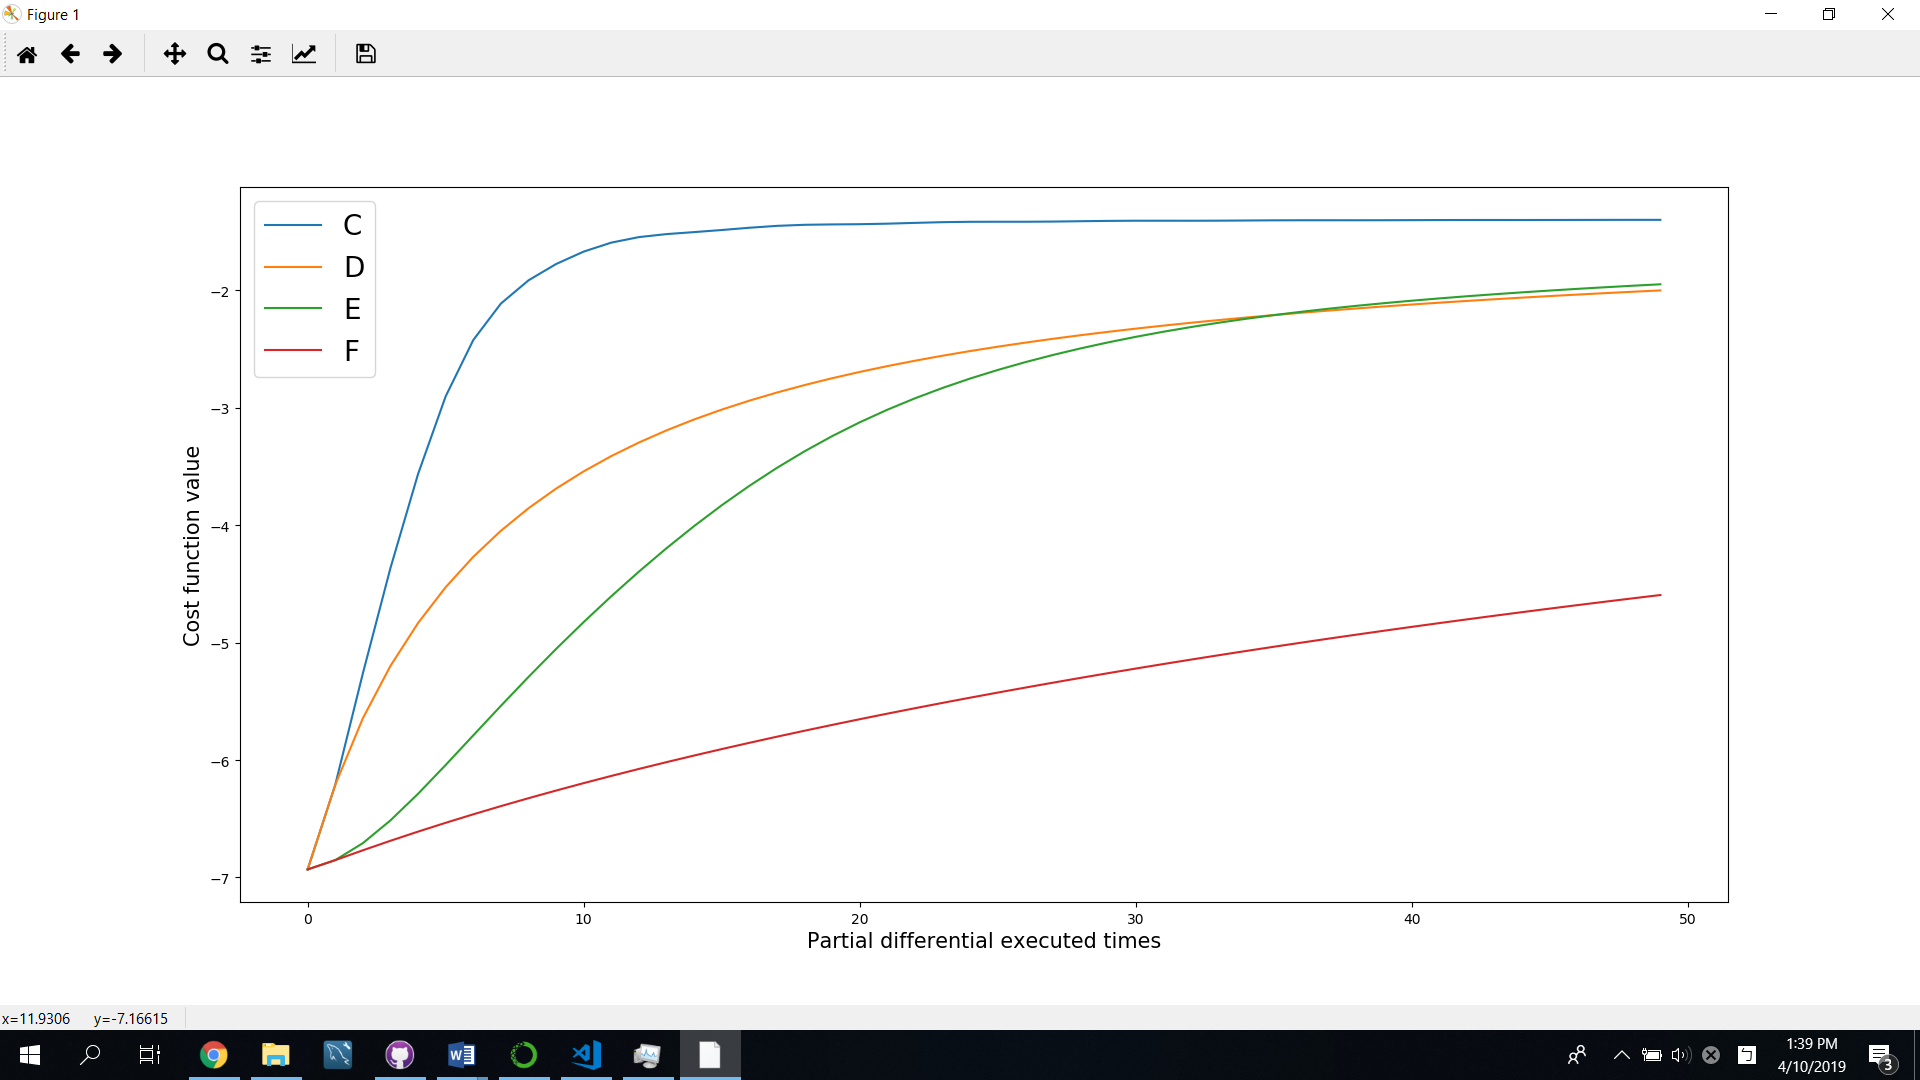 Figure 1
C
D
E
F
−2
−3
−4
−5
−6
−7
Cost function value
0 10 20 30 40 50
Partial differential executed times
x=11.9306 y=-7.16615
1:39 PM
4/10/2019
3